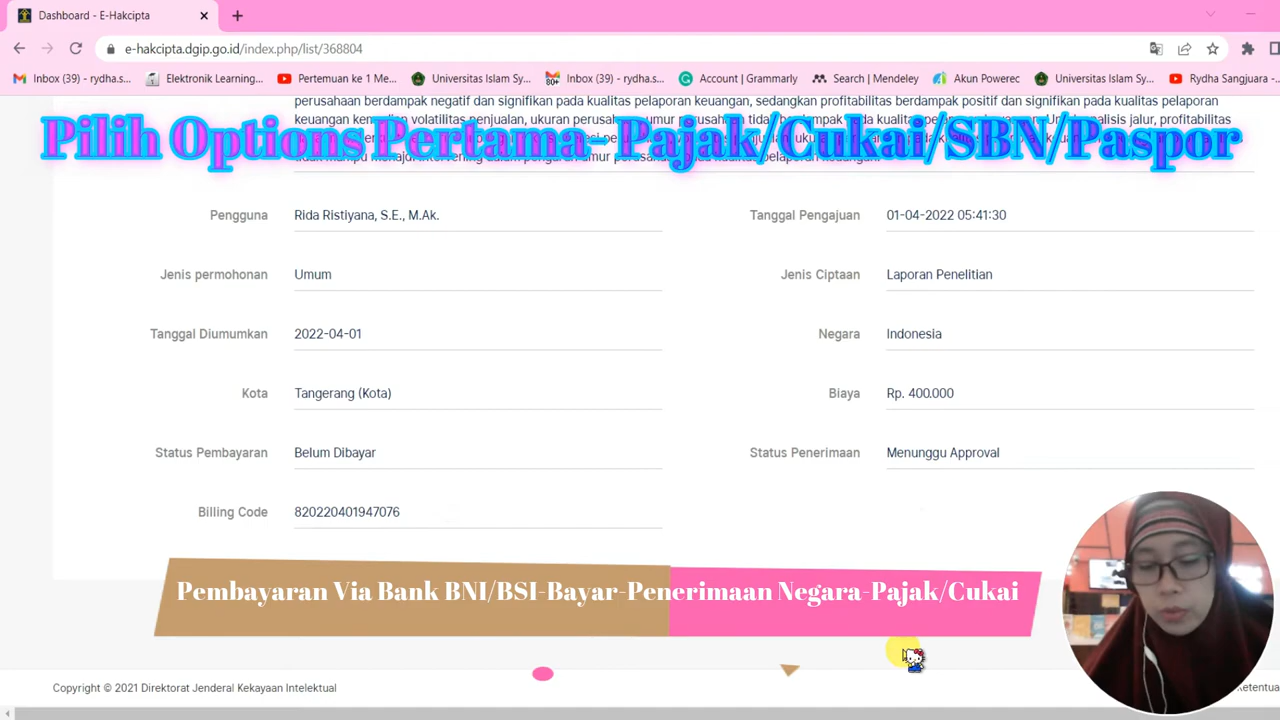 Dashboard - E-Hakcipta
e-hakcipta.dgip.go.id/index.php/list/368804
Inbox (39) - rydha.s...
Elektronik Learning...
Pertemuan ke 1 Me...
Universitas Islam Sy...
80+
Inbox (39) - rydha.s...
Account | Grammarly
Search | Mendeley
Akun Powerec
Universitas Islam Sy...
Rydha Sangjuara -...
perusahaan berdampak negatif dan signifikan pada kualitas pelaporan keuangan, sedangkan profitabilitas berdampak positif dan signifikan pada kualitas pelaporan
Pilih Options Pertama- Pajak/Cukai/SBN/Paspor
Pengguna Rida Ristiyana, S.E., M.Ak.
Tanggal Pengajuan 01-04-2022 05:41:30
Jenis permohonan Umum
Jenis Ciptaan Laporan Penelitian
Tanggal Diumumkan 2022-04-01
Negara Indonesia
Kota Tangerang (Kota)
Biaya Rp. 400.000
Status Pembayaran Belum Dibayar
Status Penerimaan Menunggu Approval
Billing Code 820220401947076
Pembayaran Via Bank BNI/BSI-Bayar-Penerimaan Negara-Pajak/Cukai
Copyright © 2021 Direktorat Jenderal Kekayaan Intelektual